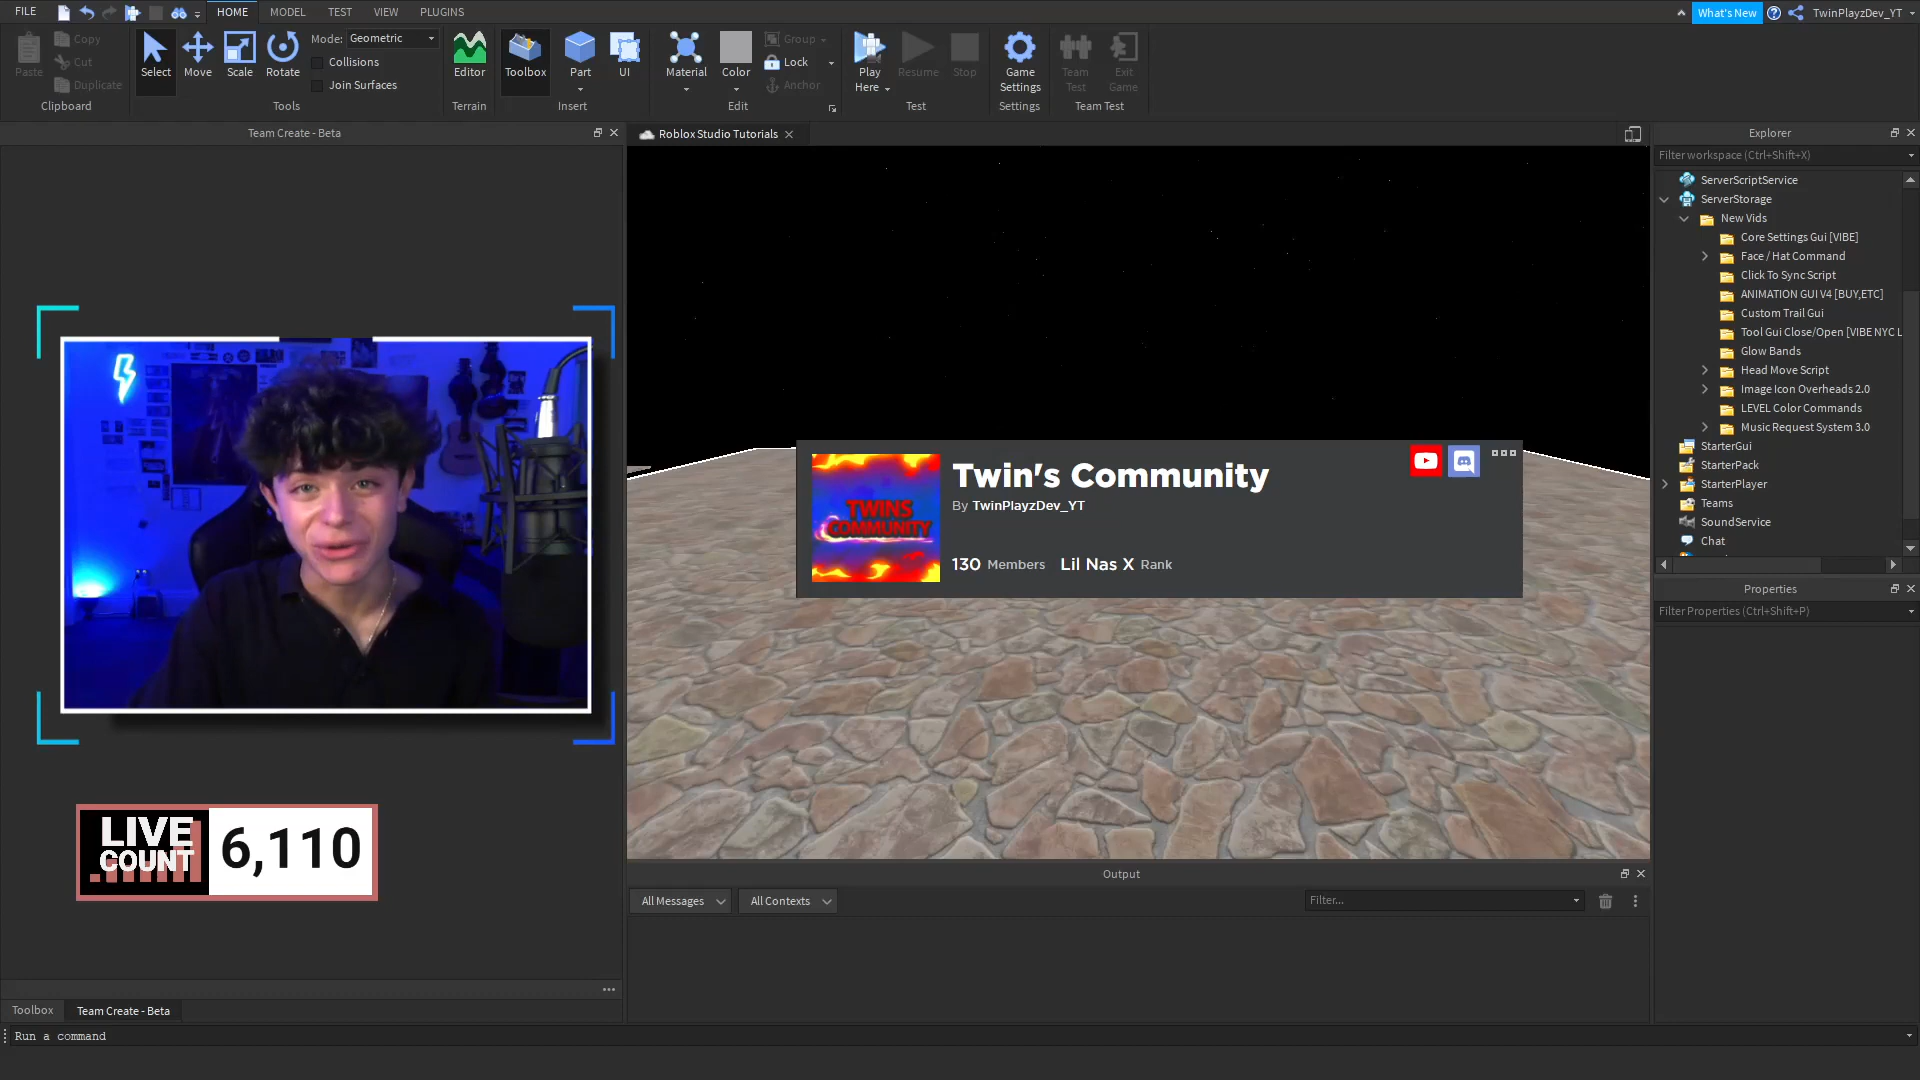 FILE
HOME
MODEL
TEST
VIEW
PLUGINS
What's New
TwinPlayzDev_YT
Paste
Copy
Cut
Duplicate
Clipboard
Select
Move
Scale
Rotate
Mode: Geometric
Collisions
Join Surfaces
Tools
Editor
Terrain
Toolbox
Part
UI
Insert
Material
Color
Group
Lock
Anchor
Edit
Play Here
Resume
Stop
Test
Game Settings
Settings
Team Test
Exit Game
Team Test
Team Create - Beta
Roblox Studio Tutorials
Explorer
Filter workspace (Ctrl+Shift+X)
ServerScriptService
ServerStorage
New Vids
Core Settings Gui [VIBE]
Face / Hat Command
Click To Sync Script
ANIMATION GUI V4 [BUY,ETC]
Custom Trail Gui
Tool Gui Close/Open [VIBE NYC L
Glow Bands
Head Move Script
Image Icon Overheads 2.0
LEVEL Color Commands
Music Request System 3.0
StarterGui
StarterPack
StarterPlayer
Teams
SoundService
Chat
Properties
Filter Properties (Ctrl+Shift+P)
TWINS
COMMUNITY
Twin's Community
By TwinPlayzDev_YT
130 Members Lil Nas X Rank
LIVE
COUNT
6,110
Output
All Messages
All Contexts
Filter...
Toolbox
Team Create - Beta
Run a command